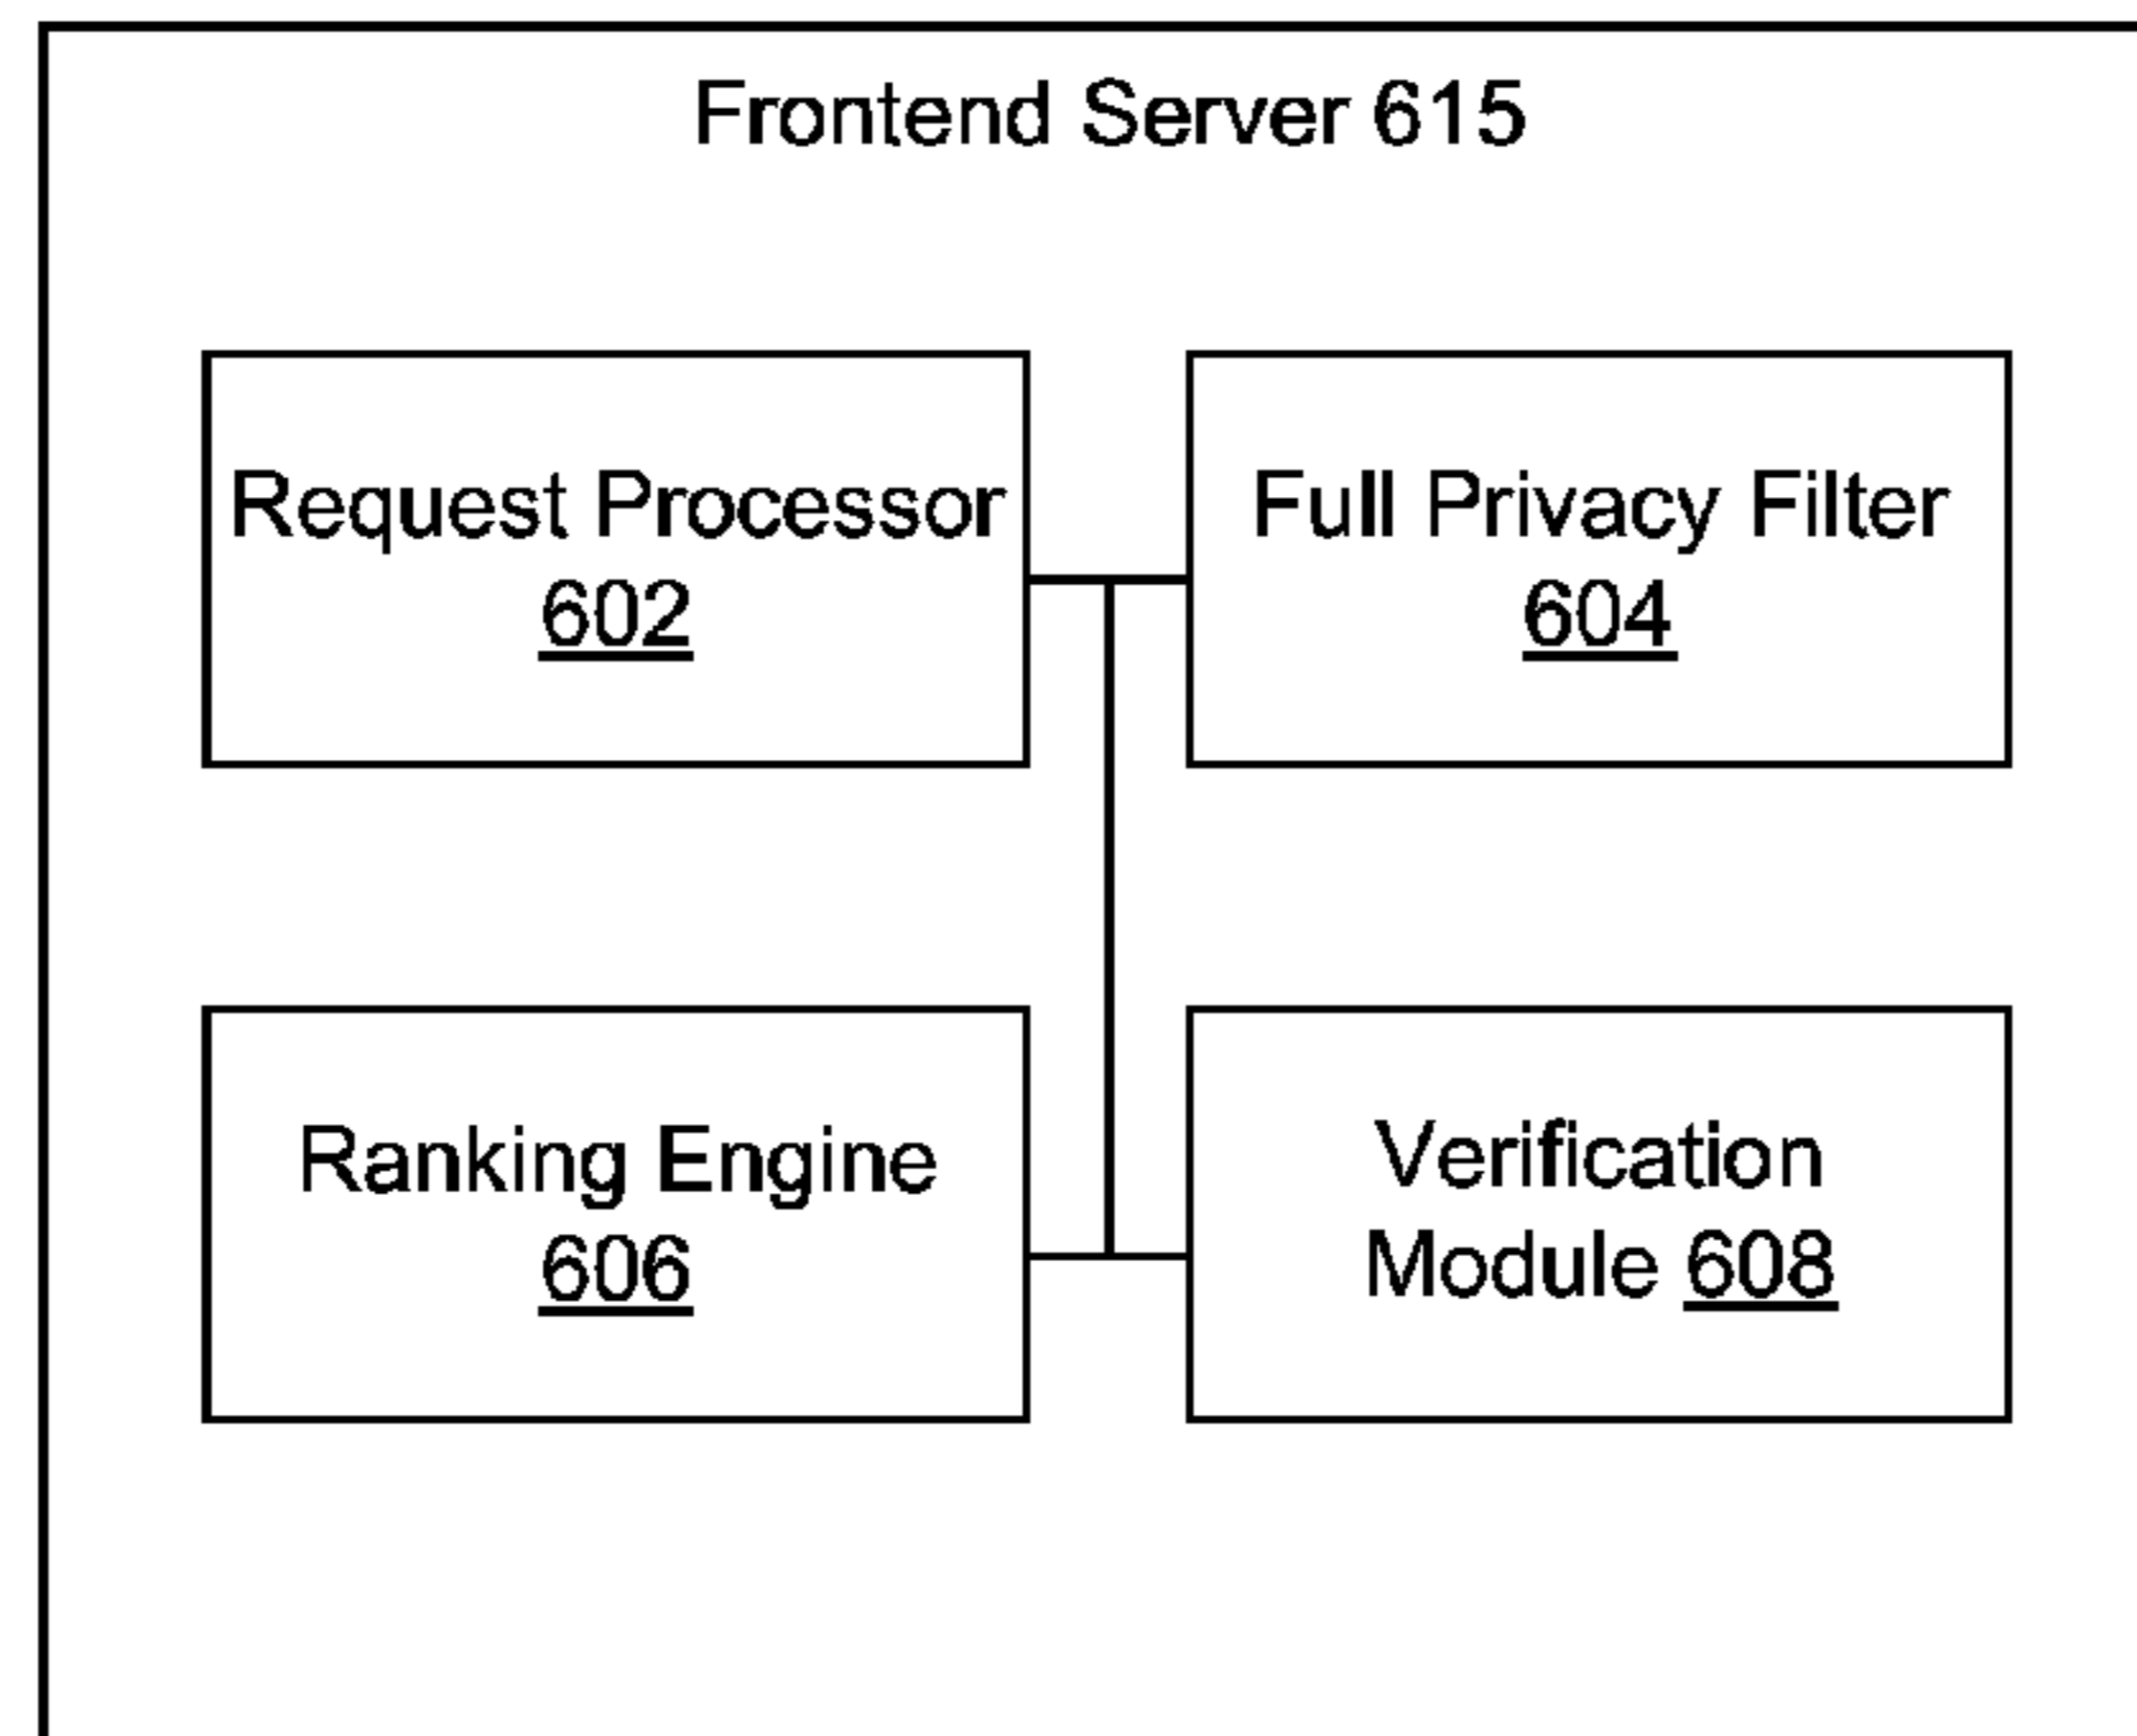 Frontend Server 615
Request Processor
602
Full Privacy Filter
604
Ranking Engine
606
Verification
Module 608